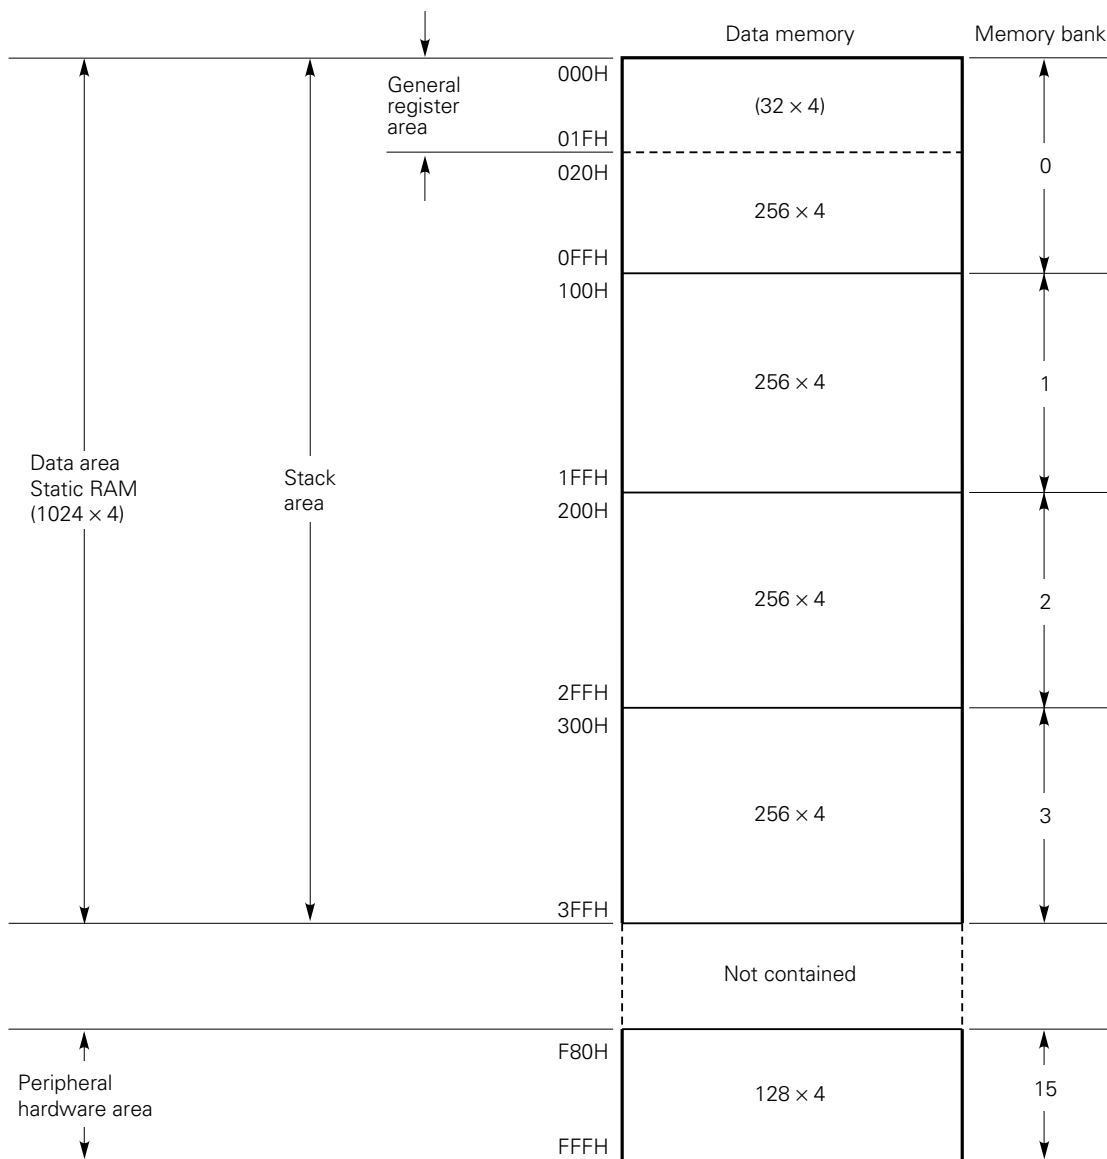 Data memory
Memory bank
000H
General
register
area
(32 × 4)
01FH
020H
0
256 × 4
0FFH
100H
256 × 4
1
Data area
Static RAM
(1024 × 4)
Stack
area
1FFH
200H
256 × 4
2
2FFH
300H
256 × 4
3
3FFH
Not contained
F80H
Peripheral
hardware area
128 × 4
15
FFFH